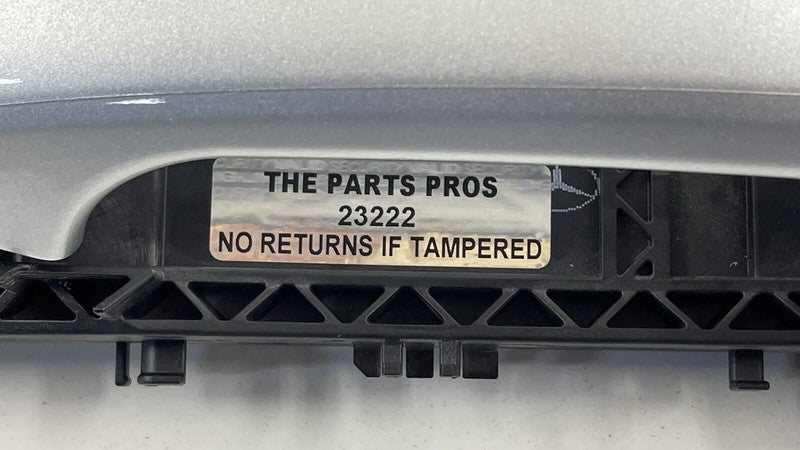 THE PARTS PROS
23222
NO RETURNS IF TAMPERED